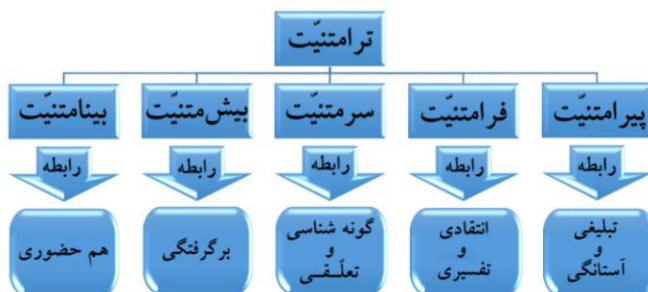 ترامتنیّت
پیرامتنیّت
فرامتنیّت
سرمتنیّت
بیش‌متنیّت
بینامتنیّت
رابطه
رابطه
رابطه
رابطه
رابطه
تبلیغی
و
آستانگی
انتقادی
و
تفسیری
گونه شناسی
و
تعلّـقـی
برگرفتگی
هم حضوری